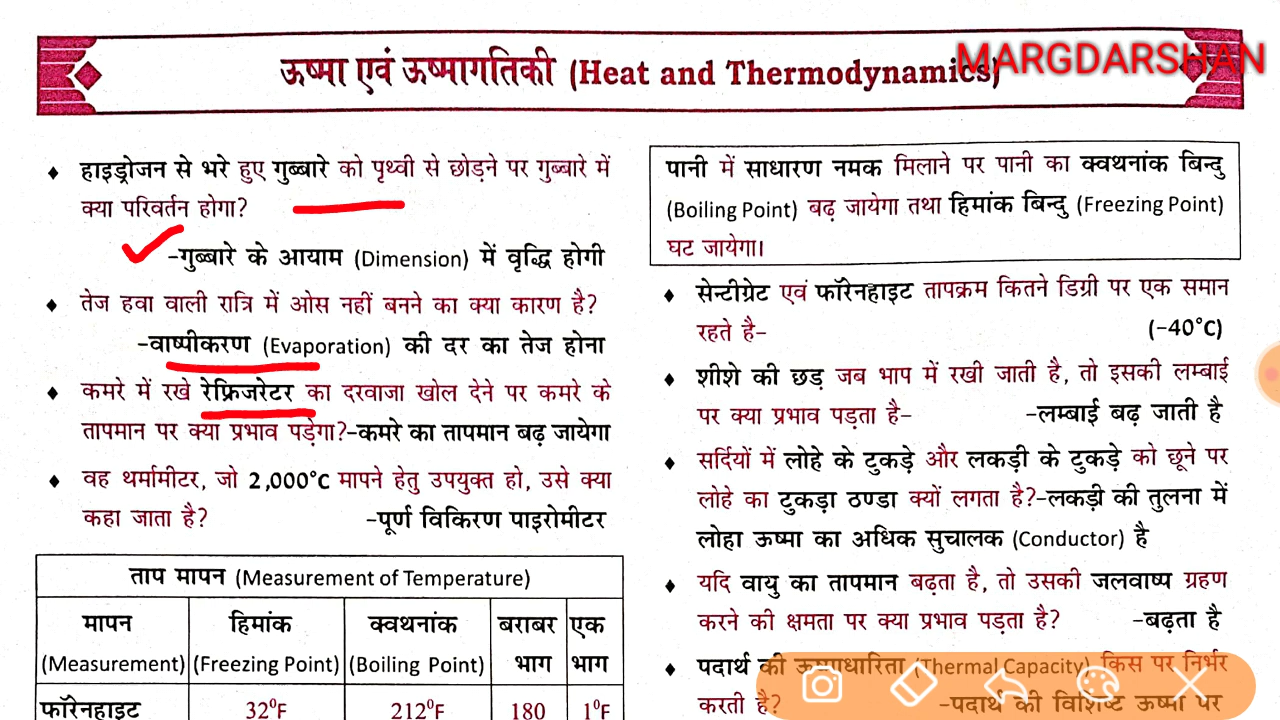 ऊष्मा एवं ऊष्मागतिकी (Heat and Thermodynamics)
MARGDARSHAN
हाइड्रोजन से भरे हुए गुब्बारे को पृथ्वी से छोड़ने पर गुब्बारे में
क्या परिवर्तन होगा?
-गुब्बारे के आयाम (Dimension) में वृद्धि होगी
तेज हवा वाली रात्रि में ओस नहीं बनने का क्या कारण है?
-वाष्पीकरण (Evaporation) की दर का तेज होना
कमरे में रखे रेफ्रिजरेटर का दरवाजा खोल देने पर कमरे के
तापमान पर क्या प्रभाव पड़ेगा?-कमरे का तापमान बढ़ जायेगा
वह थर्मामीटर, जो 2,000°C मापने हेतु उपयुक्त हो, उसे क्या
कहा जाता है? -पूर्ण विकिरण पाइरोमीटर
ताप मापन (Measurement of Temperature)
मापन हिमांक क्वथनांक बराबर एक
(Measurement) (Freezing Point) (Boiling Point) भाग भाग
फॉरेनहाइट 32⁰F 212⁰F 180 1⁰F
पानी में साधारण नमक मिलाने पर पानी का क्वथनांक बिन्दु
(Boiling Point) बढ़ जायेगा तथा हिमांक बिन्दु (Freezing Point)
घट जायेगा।
सेन्टीग्रेट एवं फॉरेनहाइट तापक्रम कितने डिग्री पर एक समान
रहते है- (-40°C)
शीशे की छड़ जब भाप में रखी जाती है, तो इसकी लम्बाई
पर क्या प्रभाव पड़ता है- -लम्बाई बढ़ जाती है
सर्दियों में लोहे के टुकड़े और लकड़ी के टुकड़े को छूने पर
लोहे का टुकड़ा ठण्डा क्यों लगता है?-लकड़ी की तुलना में
लोहा ऊष्मा का अधिक सुचालक (Conductor) है
यदि वायु का तापमान बढ़ता है, तो उसकी जलवाष्प ग्रहण
करने की क्षमता पर क्या प्रभाव पड़ता है? -बढ़ता है
पदार्थ की ऊष्माधारिता (Thermal Capacity) किस पर निर्भर
करती है? -पदार्थ की विशिष्ट ऊष्मा पर